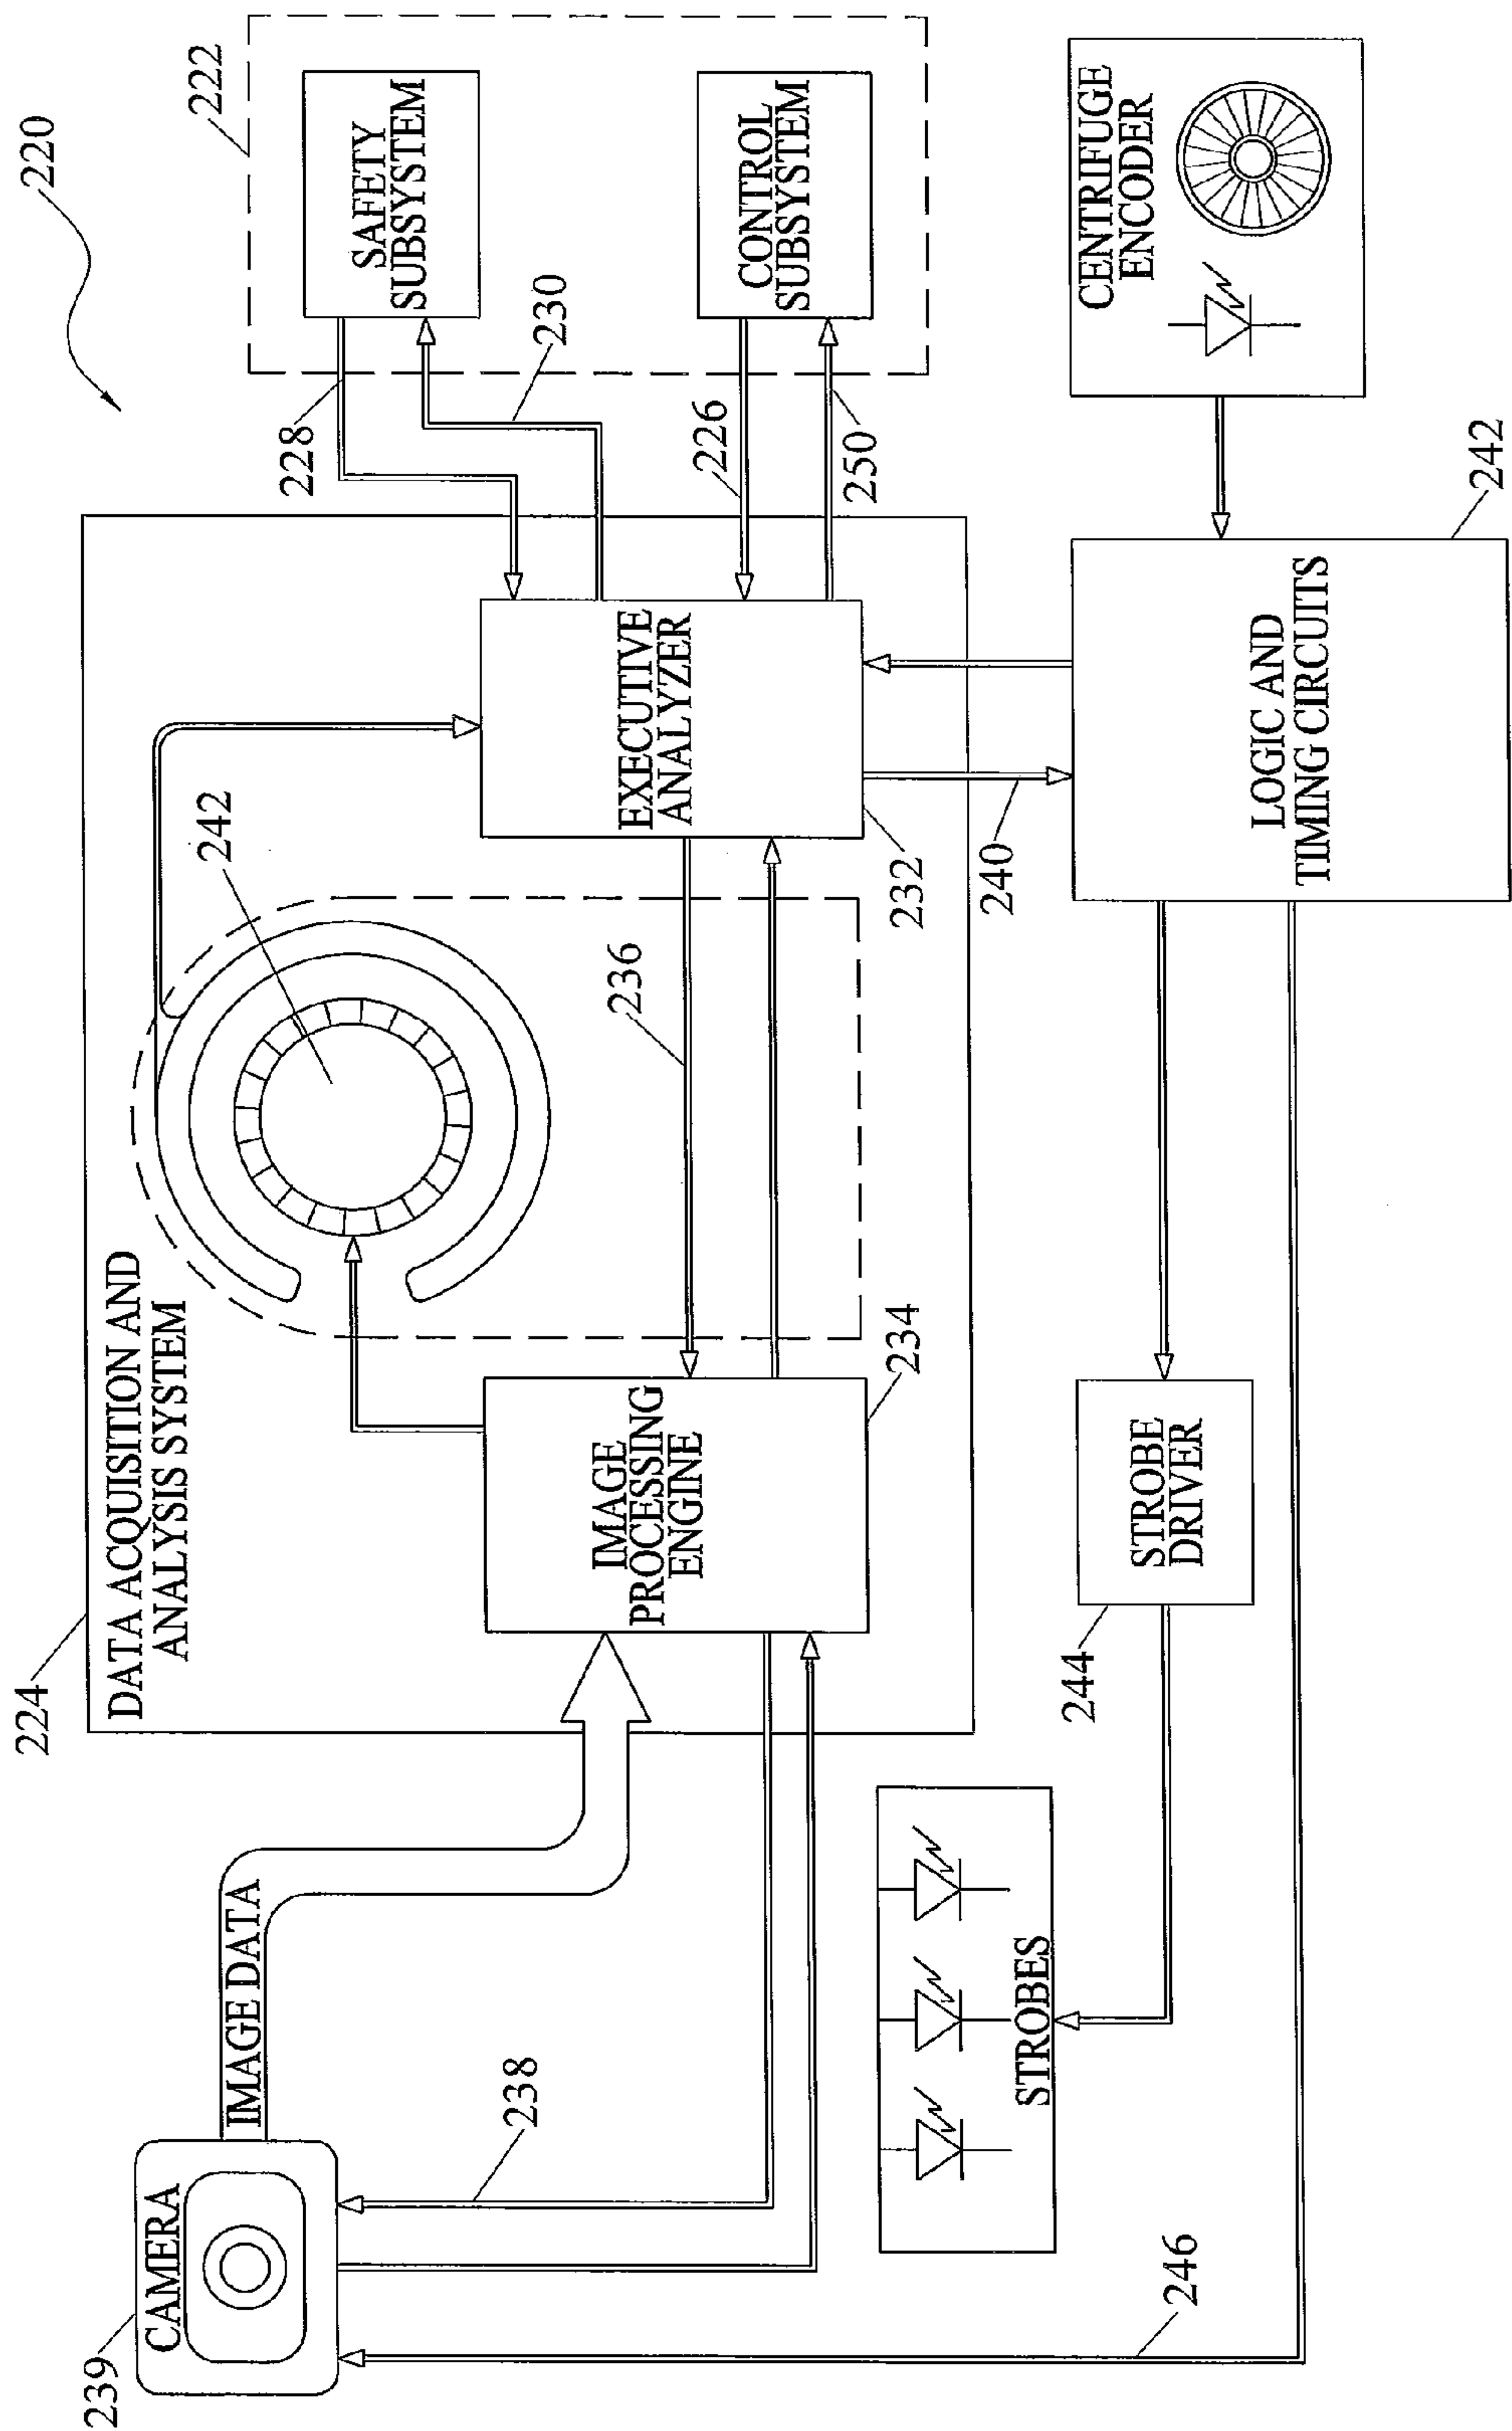 220
222
SAFETY
SUBSYSTEM
CONTROL
SUBSYSTEM
228
230
226
250
CENTRIFUGE
ENCODER
224
DATA ACQUISITION AND
ANALYSIS SYSTEM
242
EXECUTIVE
ANALYZER
232
236
240
IMAGE
PROCESSING
ENGINE
234
LOGIC AND
TIMING CIRCUITS
242
STROBE
DRIVER
244
239
CAMERA
IMAGE DATA
238
STROBES
246